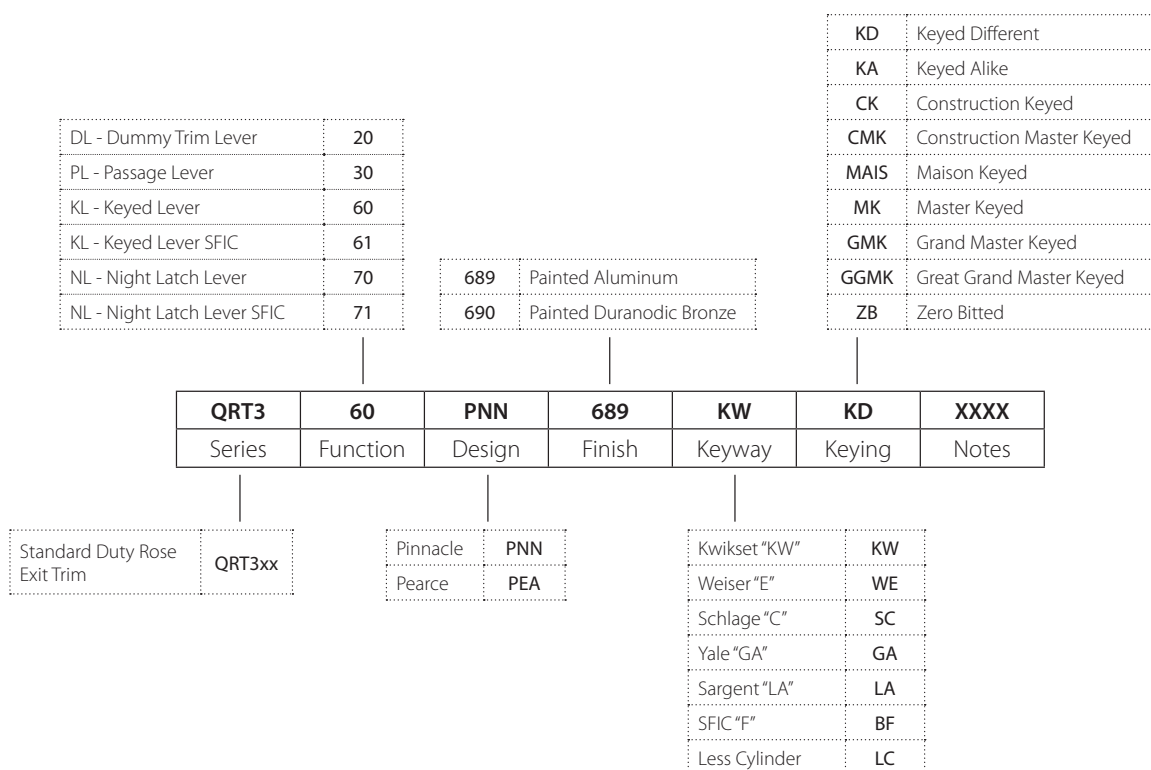 KD Keyed Different
KA Keyed Alike
CK Construction Keyed
CMK Construction Master Keyed
MAIS Maison Keyed
MK Master Keyed
GMK Grand Master Keyed
GGMK Great Grand Master Keyed
ZB Zero Bitted
DL - Dummy Trim Lever 20
PL - Passage Lever 30
KL - Keyed Lever 60
KL - Keyed Lever SFIC 61
NL - Night Latch Lever 70
NL - Night Latch Lever SFIC 71
689 Painted Aluminum
690 Painted Duranodic Bronze
QRT3 60 PNN 689 KW KD XXXX
Series Function Design Finish Keyway Keying Notes
Standard Duty Rose
Exit Trim
QRT3xx
Pinnacle PNN
Pearce PEA
Kwikset "KW" KW
Weiser "E" WE
Schlage "C" SC
Yale "GA" GA
Sargent "LA" LA
SFIC "F" BF
Less Cylinder LC